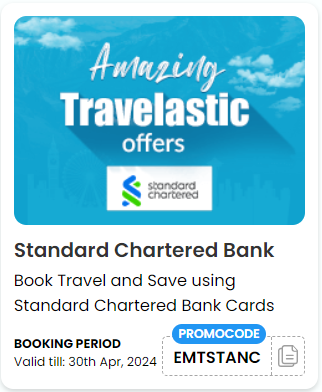 Amazing
Travelastic
offers
standard
chartered
Standard Chartered Bank
Book Travel and Save using
Standard Chartered Bank Cards
BOOKING PERIOD
Valid till: 30th Apr, 2024
PROMOCODE
EMTSTANC